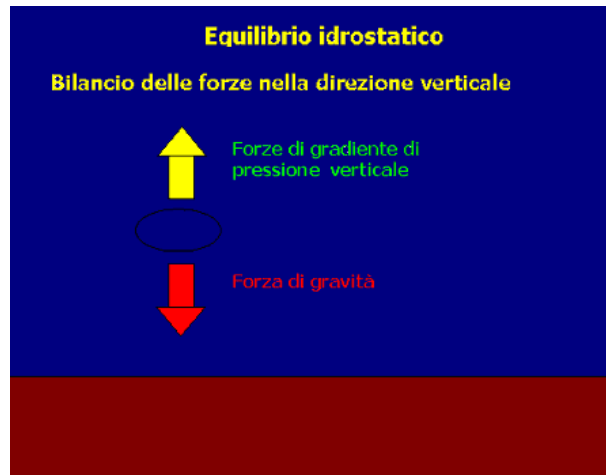 Equilibrio idrostatico
Bilancio delle forze nella direzione verticale
Forze di gradiente di
pressione verticale
Forza di gravità